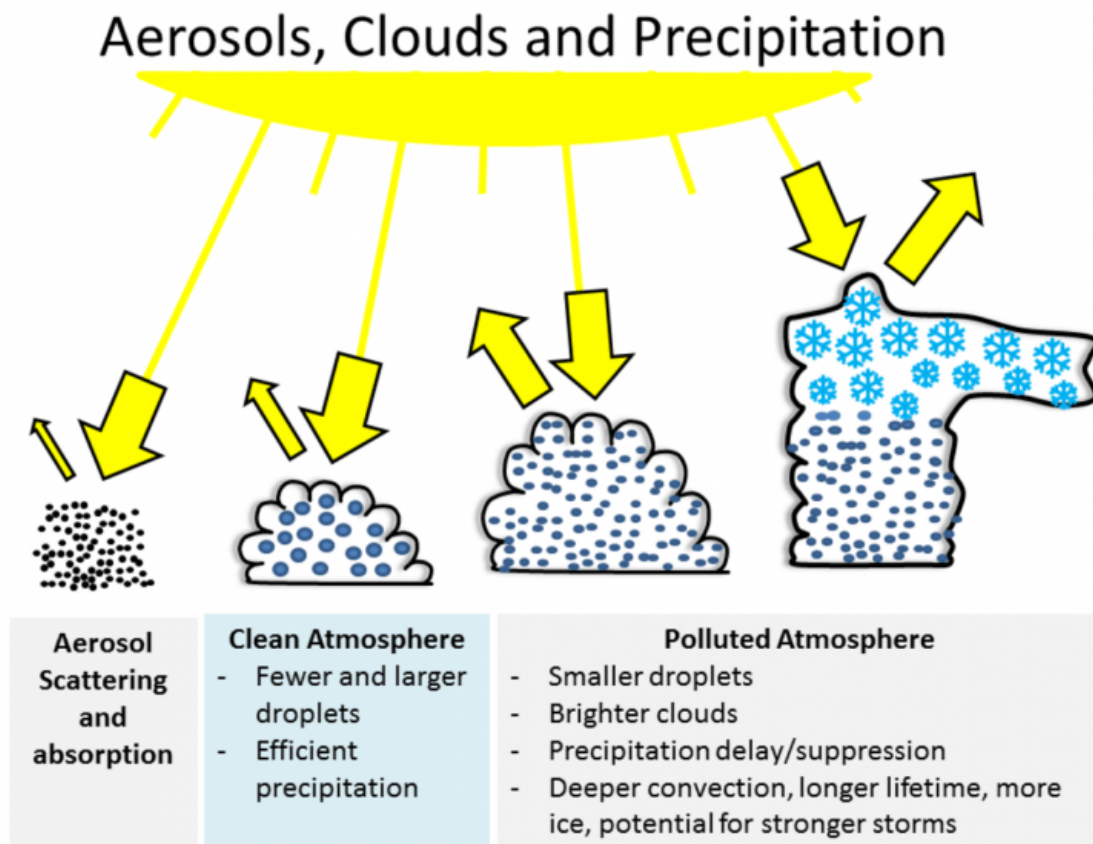 Aerosols, Clouds and Precipitation
Aerosol
Scattering
and
absorption
Clean Atmosphere
- Fewer and larger
droplets
- Efficient
precipitation
Polluted Atmosphere
- Smaller droplets
- Brighter clouds
- Precipitation delay/suppression
- Deeper convection, longer lifetime, more
ice, potential for stronger storms